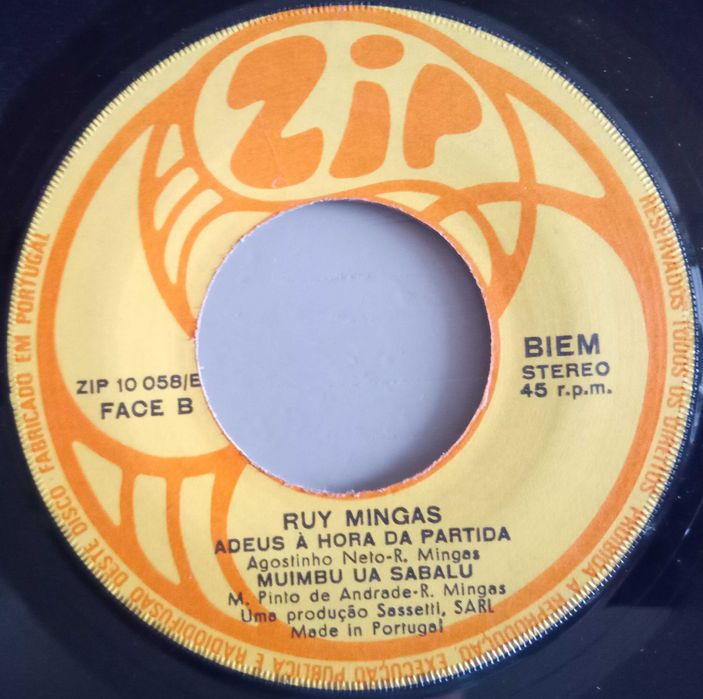 ZIP
ZIP 10 058/E
FACE B
BIEM
STEREO
45 r.p.m.
RUY MINGAS
ADEUS À HORA DA PARTIDA
Agostinho Neto-R. Mingas
MUIMBU UA SABALU
M. Pinto de Andrade-R. Mingas
Uma produção Sassetti, SARL
Made in Portugal
FABRICADO EM PORTUGAL
RESERVADOS TODOS OS DIREITOS PROIBIDA A REPRODUÇÃO, EXECUÇÃO PUBLICA E RADIODIFUSÃO DESTE DISCO